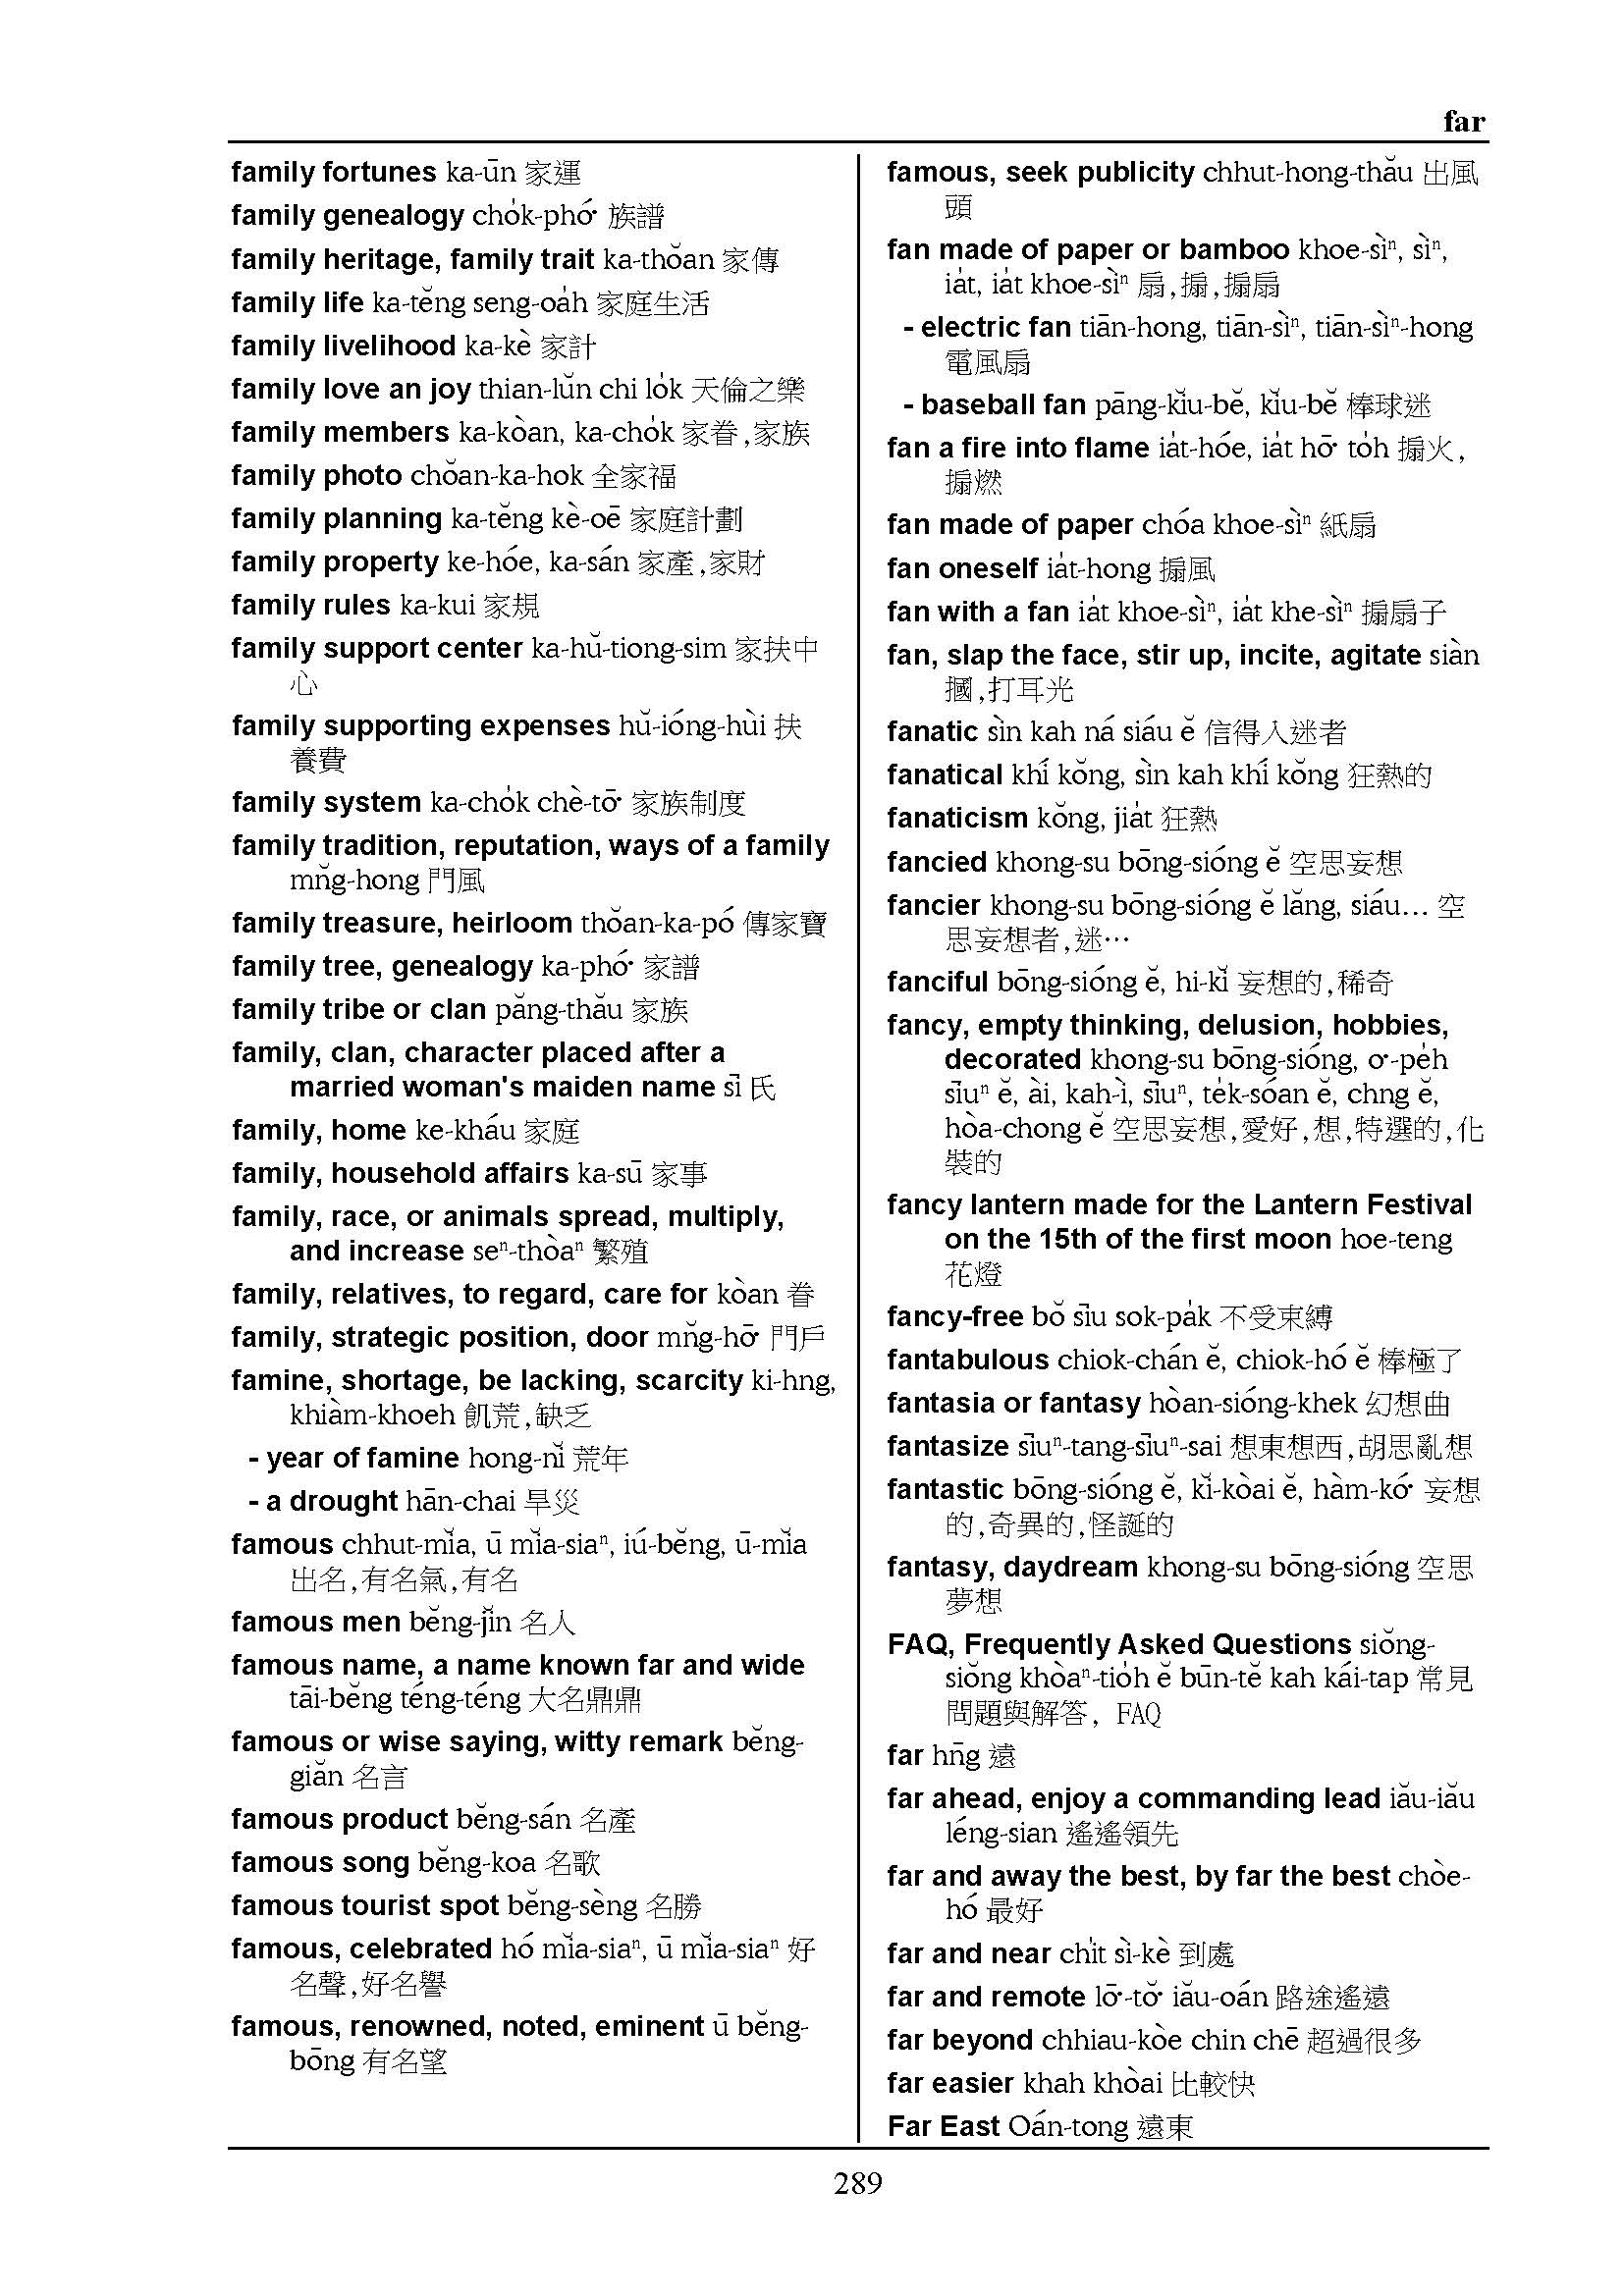 far
family fortunes ka-ūn 家運
family genealogy cho̍k-phó͘ 族譜
family heritage, family trait ka-thŏan 家傳
family life ka-tĕng seng-oa̍h 家庭生活
family livelihood ka-kè 家計
family love an joy thian-lŭn chi lo̍k 天倫之樂
family members ka-kòan, ka-cho̍k 家眷,家族
family photo chŏan-ka-hok 全家福
family planning ka-tĕng kè-oē 家庭計劃
family property ke-hóe, ka-sán 家產,家財
family rules ka-kui 家規
family support center ka-hŭ-tiong-sim 家扶中
心
family supporting expenses hŭ-ióng-hùi 扶
養費
family system ka-cho̍k chè-tō͘ 家族制度
family tradition, reputation, ways of a family
mn̆g-hong 門風
family treasure, heirloom thŏan-ka-pó 傳家寶
family tree, genealogy ka-phó͘ 家譜
family tribe or clan păng-thău 家族
family, clan, character placed after a
married woman's maiden name sī 氏
family, home ke-kháu 家庭
family, household affairs ka-sū 家事
family, race, or animals spread, multiply,
and increase seⁿ-thòaⁿ 繁殖
family, relatives, to regard, care for kòan 眷
family, strategic position, door mn̆g-hō͘ 門戶
famine, shortage, be lacking, scarcity ki-hng,
khiàm-khoeh 飢荒,缺乏
- year of famine hong-nĭ 荒年
- a drought hān-chai 旱災
famous chhut-mĭa, ū mĭa-siaⁿ, iú-bĕng, ū-mĭa
出名,有名氣,有名
famous men bĕng-jĭn 名人
famous name, a name known far and wide
tāi-bĕng téng-téng 大名鼎鼎
famous or wise saying, witty remark bĕng-
giăn 名言
famous product bĕng-sán 名產
famous song bĕng-koa 名歌
famous tourist spot bĕng-sèng 名勝
famous, celebrated hó mĭa-siaⁿ, ū mĭa-siaⁿ 好
名聲,好名譽
famous, renowned, noted, eminent ū bĕng-
bōng 有名望
famous, seek publicity chhut-hong-thău 出風
頭
fan made of paper or bamboo khoe-sìⁿ, sìⁿ,
ia̍t, ia̍t khoe-sìⁿ 扇,搧,搧扇
- electric fan tiān-hong, tiān-sìⁿ, tiān-sìⁿ-hong
電風扇
- baseball fan pāng-kĭu-bĕ, kĭu-bĕ 棒球迷
fan a fire into flame ia̍t-hóe, ia̍t hō͘ to̍h 搧火,
搧燃
fan made of paper chóa khoe-sìⁿ 紙扇
fan oneself ia̍t-hong 搧風
fan with a fan ia̍t khoe-sìⁿ, ia̍t khe-sìⁿ 搧扇子
fan, slap the face, stir up, incite, agitate siàn
摑,打耳光
fanatic sìn kah ná siáu ĕ 信得入迷者
fanatical khí kŏng, sìn kah khí kŏng 狂熱的
fanaticism kŏng, jia̍t 狂熱
fancied khong-su bōng-sióng ĕ 空思妄想
fancier khong-su bōng-sióng ĕ lăng, siáu… 空
思妄想者,迷…
fanciful bōng-sióng ĕ, hi-kĭ 妄想的,稀奇
fancy, empty thinking, delusion, hobbies,
decorated khong-su bōng-sióng, o͘-pe̍h
sīuⁿ ĕ, ài, kah-ì, sīuⁿ, te̍k-sóan ĕ, chng ĕ,
hòa-chong ĕ 空思妄想,愛好,想,特選的,化
裝的
fancy lantern made for the Lantern Festival
on the 15th of the first moon hoe-teng
花燈
fancy-free bŏ sīu sok-pa̍k 不受束縛
fantabulous chiok-chán ĕ, chiok-hó ĕ 棒極了
fantasia or fantasy hòan-sióng-khek 幻想曲
fantasize sīuⁿ-tang-sīuⁿ-sai 想東想西,胡思亂想
fantastic bōng-sióng ĕ, kĭ-kòai ĕ, hàm-kó͘ 妄想
的,奇異的,怪誕的
fantasy, daydream khong-su bōng-sióng 空思
夢想
FAQ, Frequently Asked Questions siŏng-
siŏng khòaⁿ-tio̍h ĕ būn-tĕ kah kái-tap 常見
問題與解答, FAQ
far hn̄g 遠
far ahead, enjoy a commanding lead iău-iău
léng-sian 遙遙領先
far and away the best, by far the best chòe-
hó 最好
far and near chi̍t sì-kè 到處
far and remote lō͘-tŏ͘ iău-oán 路途遙遠
far beyond chhiau-kòe chin chē 超過很多
far easier khah khòai 比較快
Far East Oán-tong 遠東
289